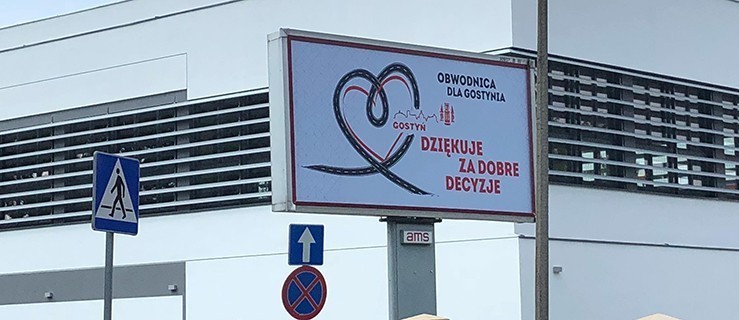 OBWODNICA
DLA GOSTYNIA
GOSTYŃ
DZIĘKUJE
ZA DOBRE
DECYZJE
ams